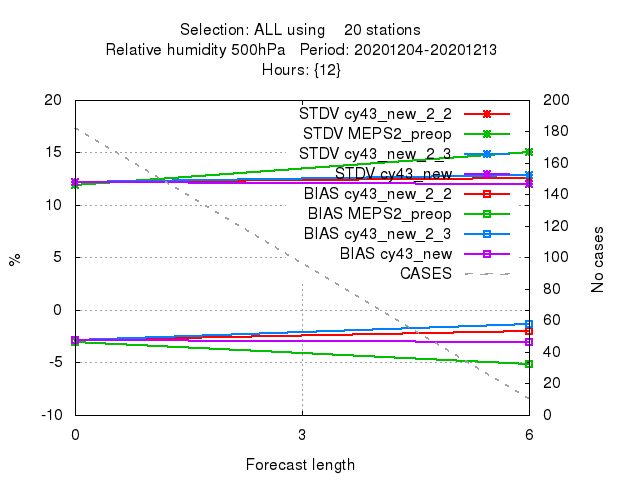 Selection: ALL using 20 stations
Relative humidity 500hPa Period: 20201204-20201213
Hours: {12}
20
15
10
5
0
-5
-10
%
200
180
160
140
120
100
80
60
40
20
0
No cases
STDV cy43_new_2_2
STDV MEPS2_preop
STDV cy43_new_2_3
STDV cy43_new
BIAS cy43_new_2_2
BIAS MEPS2_preop
BIAS cy43_new_2_3
BIAS cy43_new
CASES
0 3 6
Forecast length